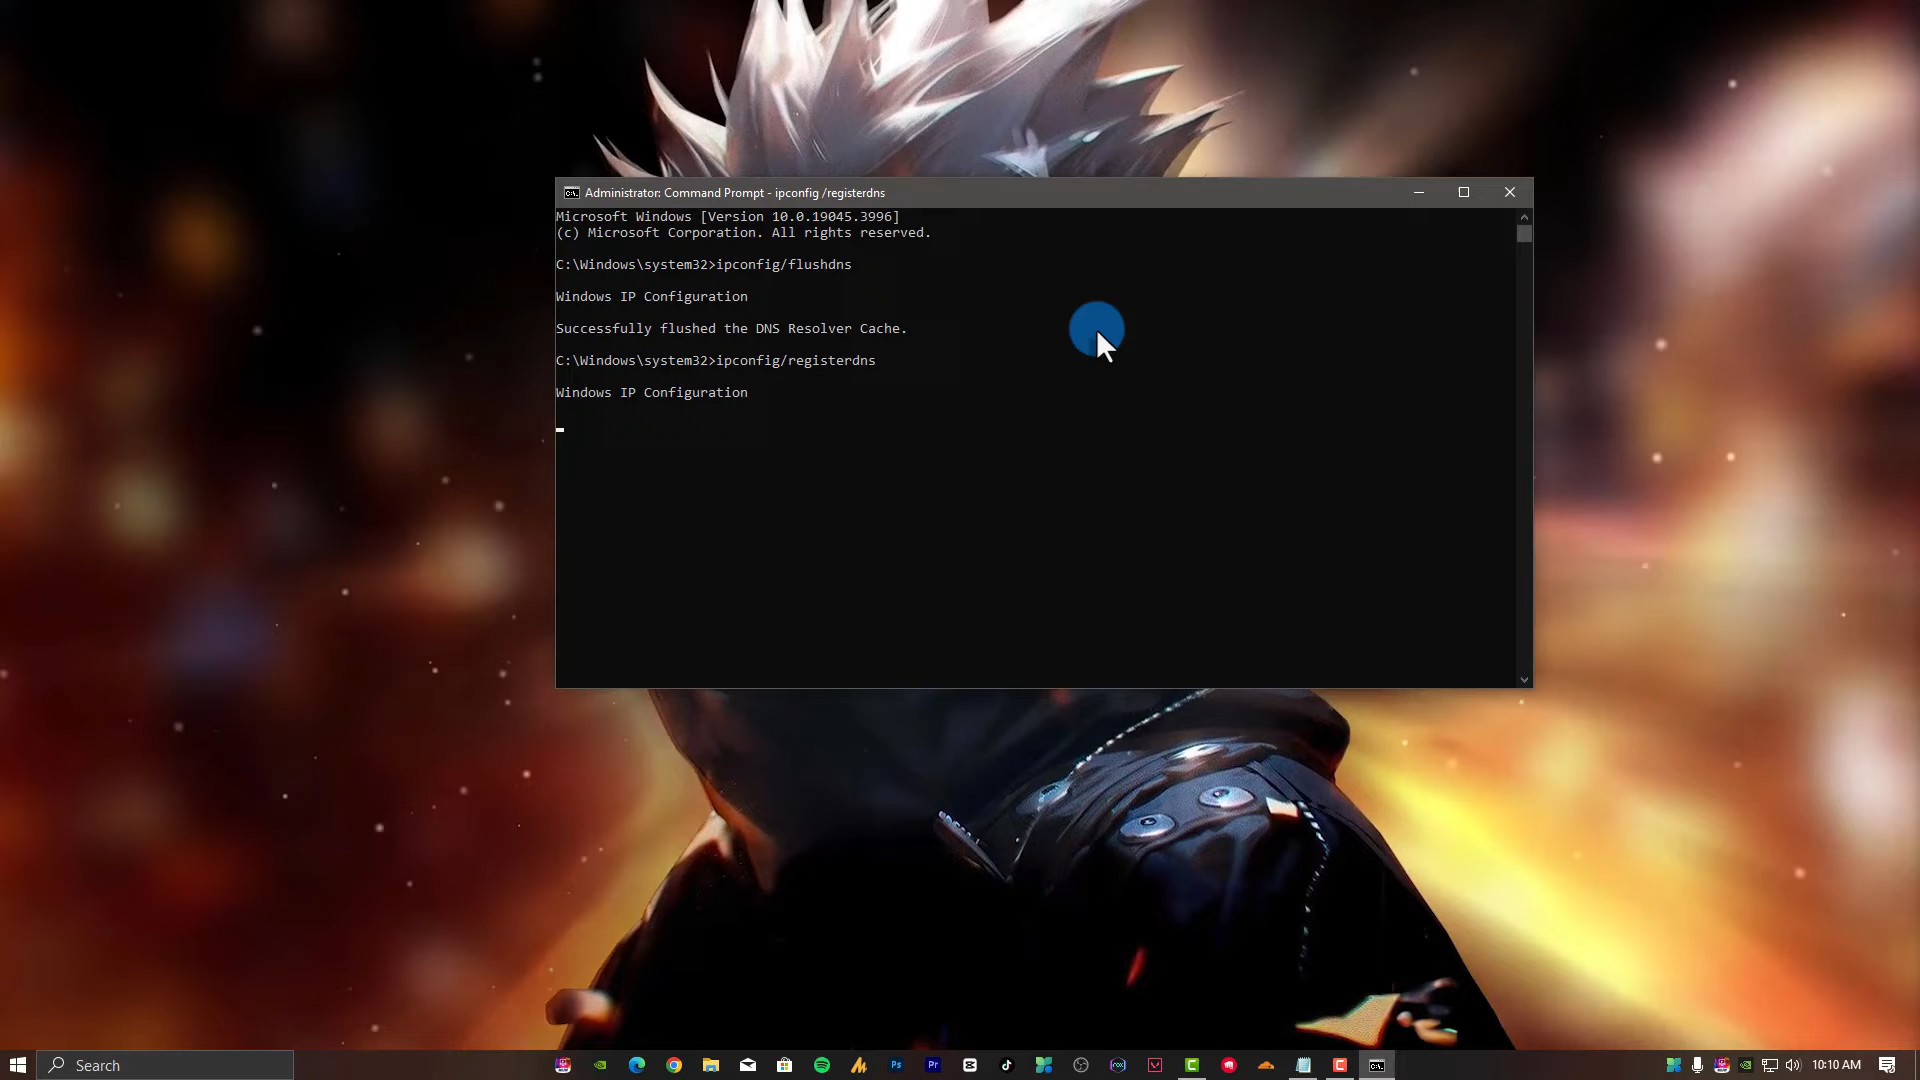 Administrator: Command Prompt - ipconfig /registerdns
Microsoft Windows [Version 10.0.19045.3996]
(c) Microsoft Corporation. All rights reserved.
C:\Windows\system32>ipconfig/flushdns
Windows IP Configuration
Successfully flushed the DNS Resolver Cache.
C:\Windows\system32>ipconfig/registerdns
Windows IP Configuration
Search
Ps
Pr
10:10 AM